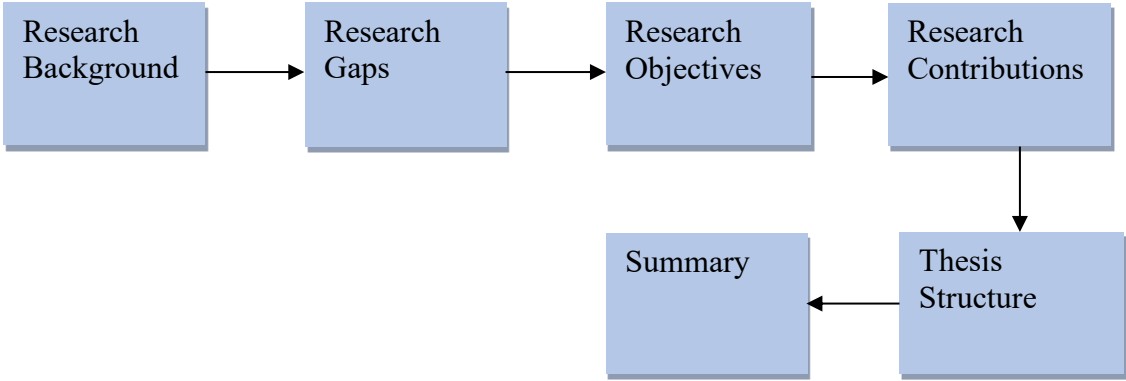 Research
Background
Research
Gaps
Research
Objectives
Research
Contributions
Thesis
Structure
Summary